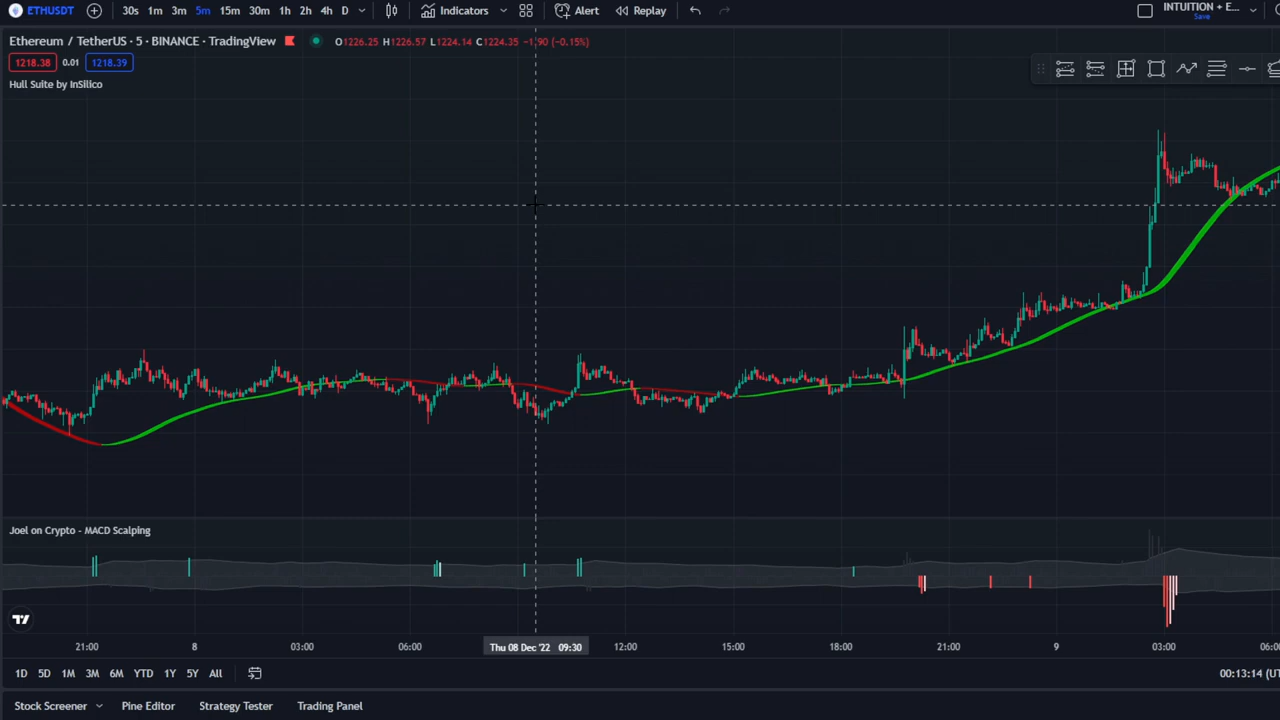 ETHUSDT 30s 1m 3m 5m 15m 30m 1h 2h 4h D Indicators Alert Replay INTUITION + E...
Save
Ethereum / TetherUS · 5 · BINANCE · TradingView O1226.25 H1226.57 L1224.14 C1224.35 −1.90 (−0.15%)
1218.38 0.01 1218.39
Hull Suite by InSilico
Joel on Crypto - MACD Scalping
21:00 8 03:00 06:00 Thu 08 Dec '22 09:30 12:00 15:00 18:00 21:00 9 03:00 06:00
1D 5D 1M 3M 6M YTD 1Y 5Y All 00:13:14 (UT
Stock Screener Pine Editor Strategy Tester Trading Panel